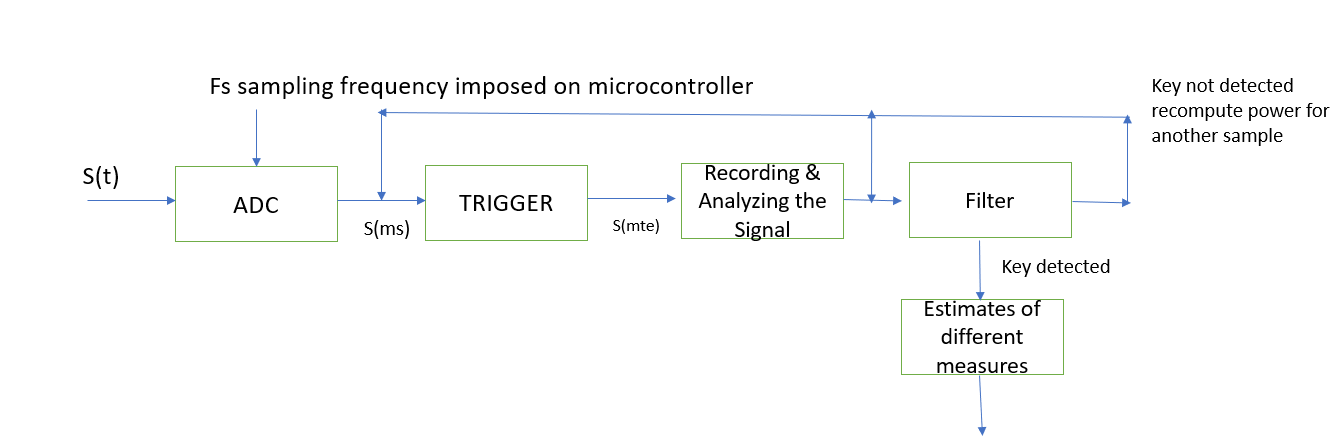 Fs sampling frequency imposed on microcontroller
Key not detected
recompute power for
another sample
S(t)
ADC
S(ms)
TRIGGER
S(mte)
Recording &
Analyzing the
Signal
Filter
Key detected
Estimates of
different
measures